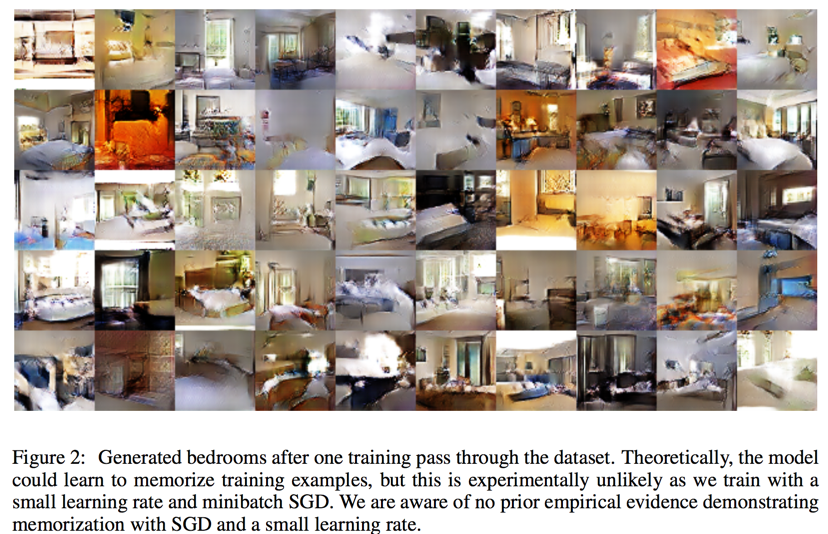 Figure 2: Generated bedrooms after one training pass through the dataset. Theoretically, the model
could learn to memorize training examples, but this is experimentally unlikely as we train with a
small learning rate and minibatch SGD. We are aware of no prior empirical evidence demonstrating
memorization with SGD and a small learning rate.